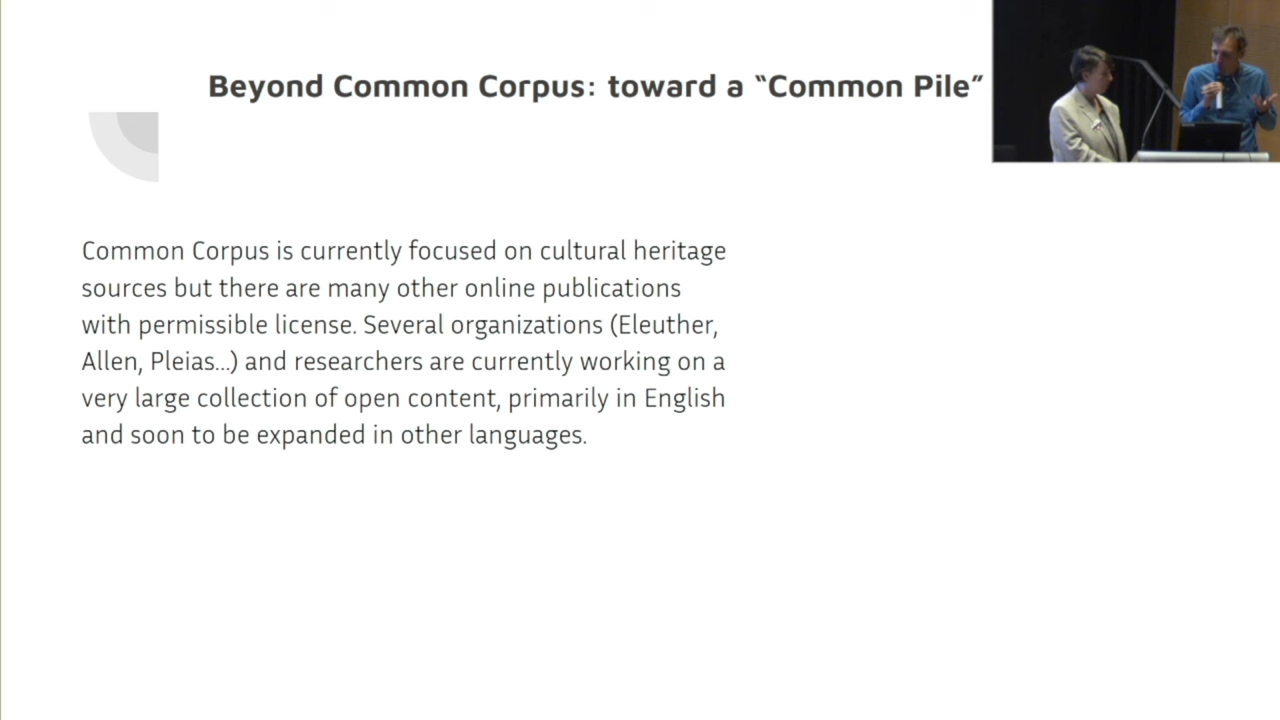 Beyond Common Corpus: toward a “Common Pile”
Common Corpus is currently focused on cultural heritage
sources but there are many other online publications
with permissible license. Several organizations (Eleuther,
Allen, Pleias...) and researchers are currently working on a
very large collection of open content, primarily in English
and soon to be expanded in other languages.